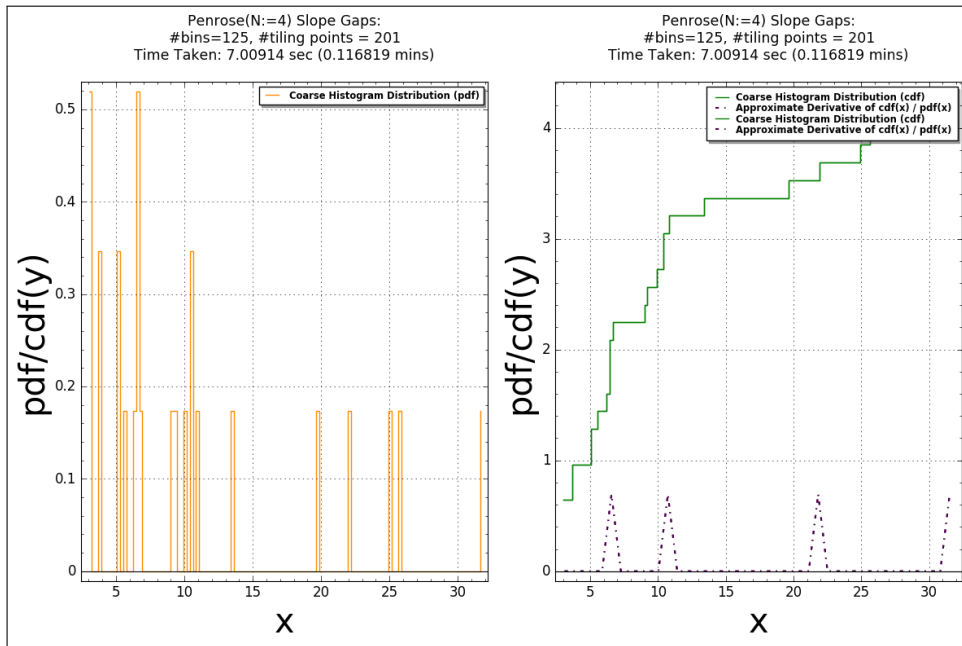 Penrose(N:=4) Slope Gaps:
#bins=125, #tiling points = 201
Time Taken: 7.00914 sec (0.116819 mins)
Coarse Histogram Distribution (pdf)
0.5
0.4
0.3
0.2
0.1
0
5
10
15
20
25
30
pdf/cdf(y)
x
Penrose(N:=4) Slope Gaps:
#bins=125, #tiling points = 201
Time Taken: 7.00914 sec (0.116819 mins)
Coarse Histogram Distribution (cdf)
Approximate Derivative of cdf(x) / pdf(x)
Coarse Histogram Distribution (cdf)
Approximate Derivative of cdf(x) / pdf(x)
4
3
2
1
0
5
10
15
20
25
30
pdf/cdf(y)
x